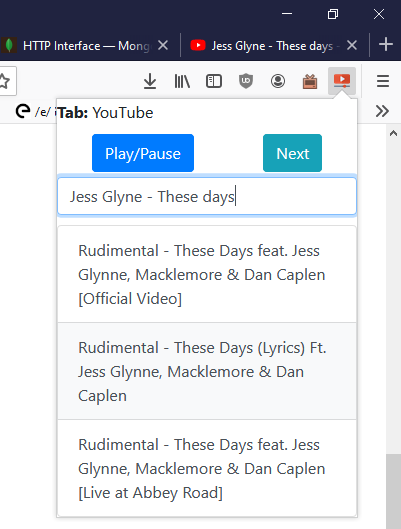 HTTP Interface — Mong
Jess Glyne - These days -
/e/
Tab: YouTube
Play/Pause
Next
Jess Glyne - These days
Rudimental - These Days feat. Jess
Glynne, Macklemore & Dan Caplen
[Official Video]
Rudimental - These Days (Lyrics) Ft.
Jess Glynne, Macklemore & Dan
Caplen
Rudimental - These Days feat. Jess
Glynne, Macklemore & Dan Caplen
[Live at Abbey Road]